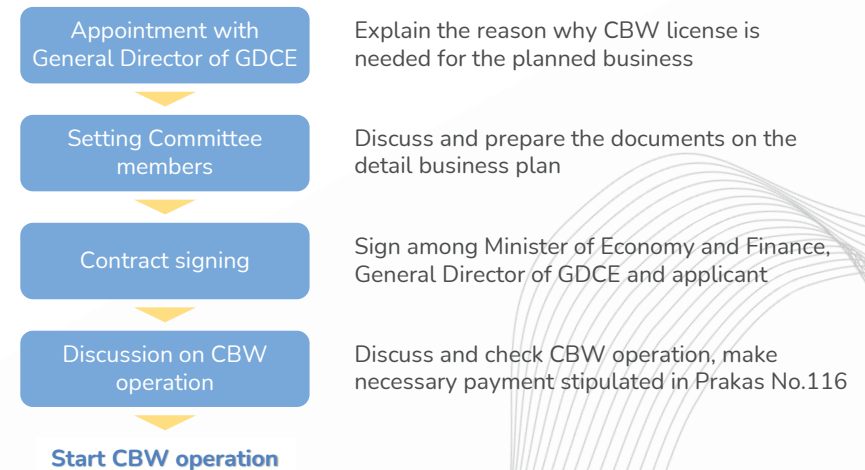 Appointment with
General Director of GDCE
Explain the reason why CBW license is
needed for the planned business
Setting Committee
members
Discuss and prepare the documents on the
detail business plan
Contract signing
Sign among Minister of Economy and Finance,
General Director of GDCE and applicant
Discussion on CBW
operation
Discuss and check CBW operation, make
necessary payment stipulated in Prakas No.116
Start CBW operation